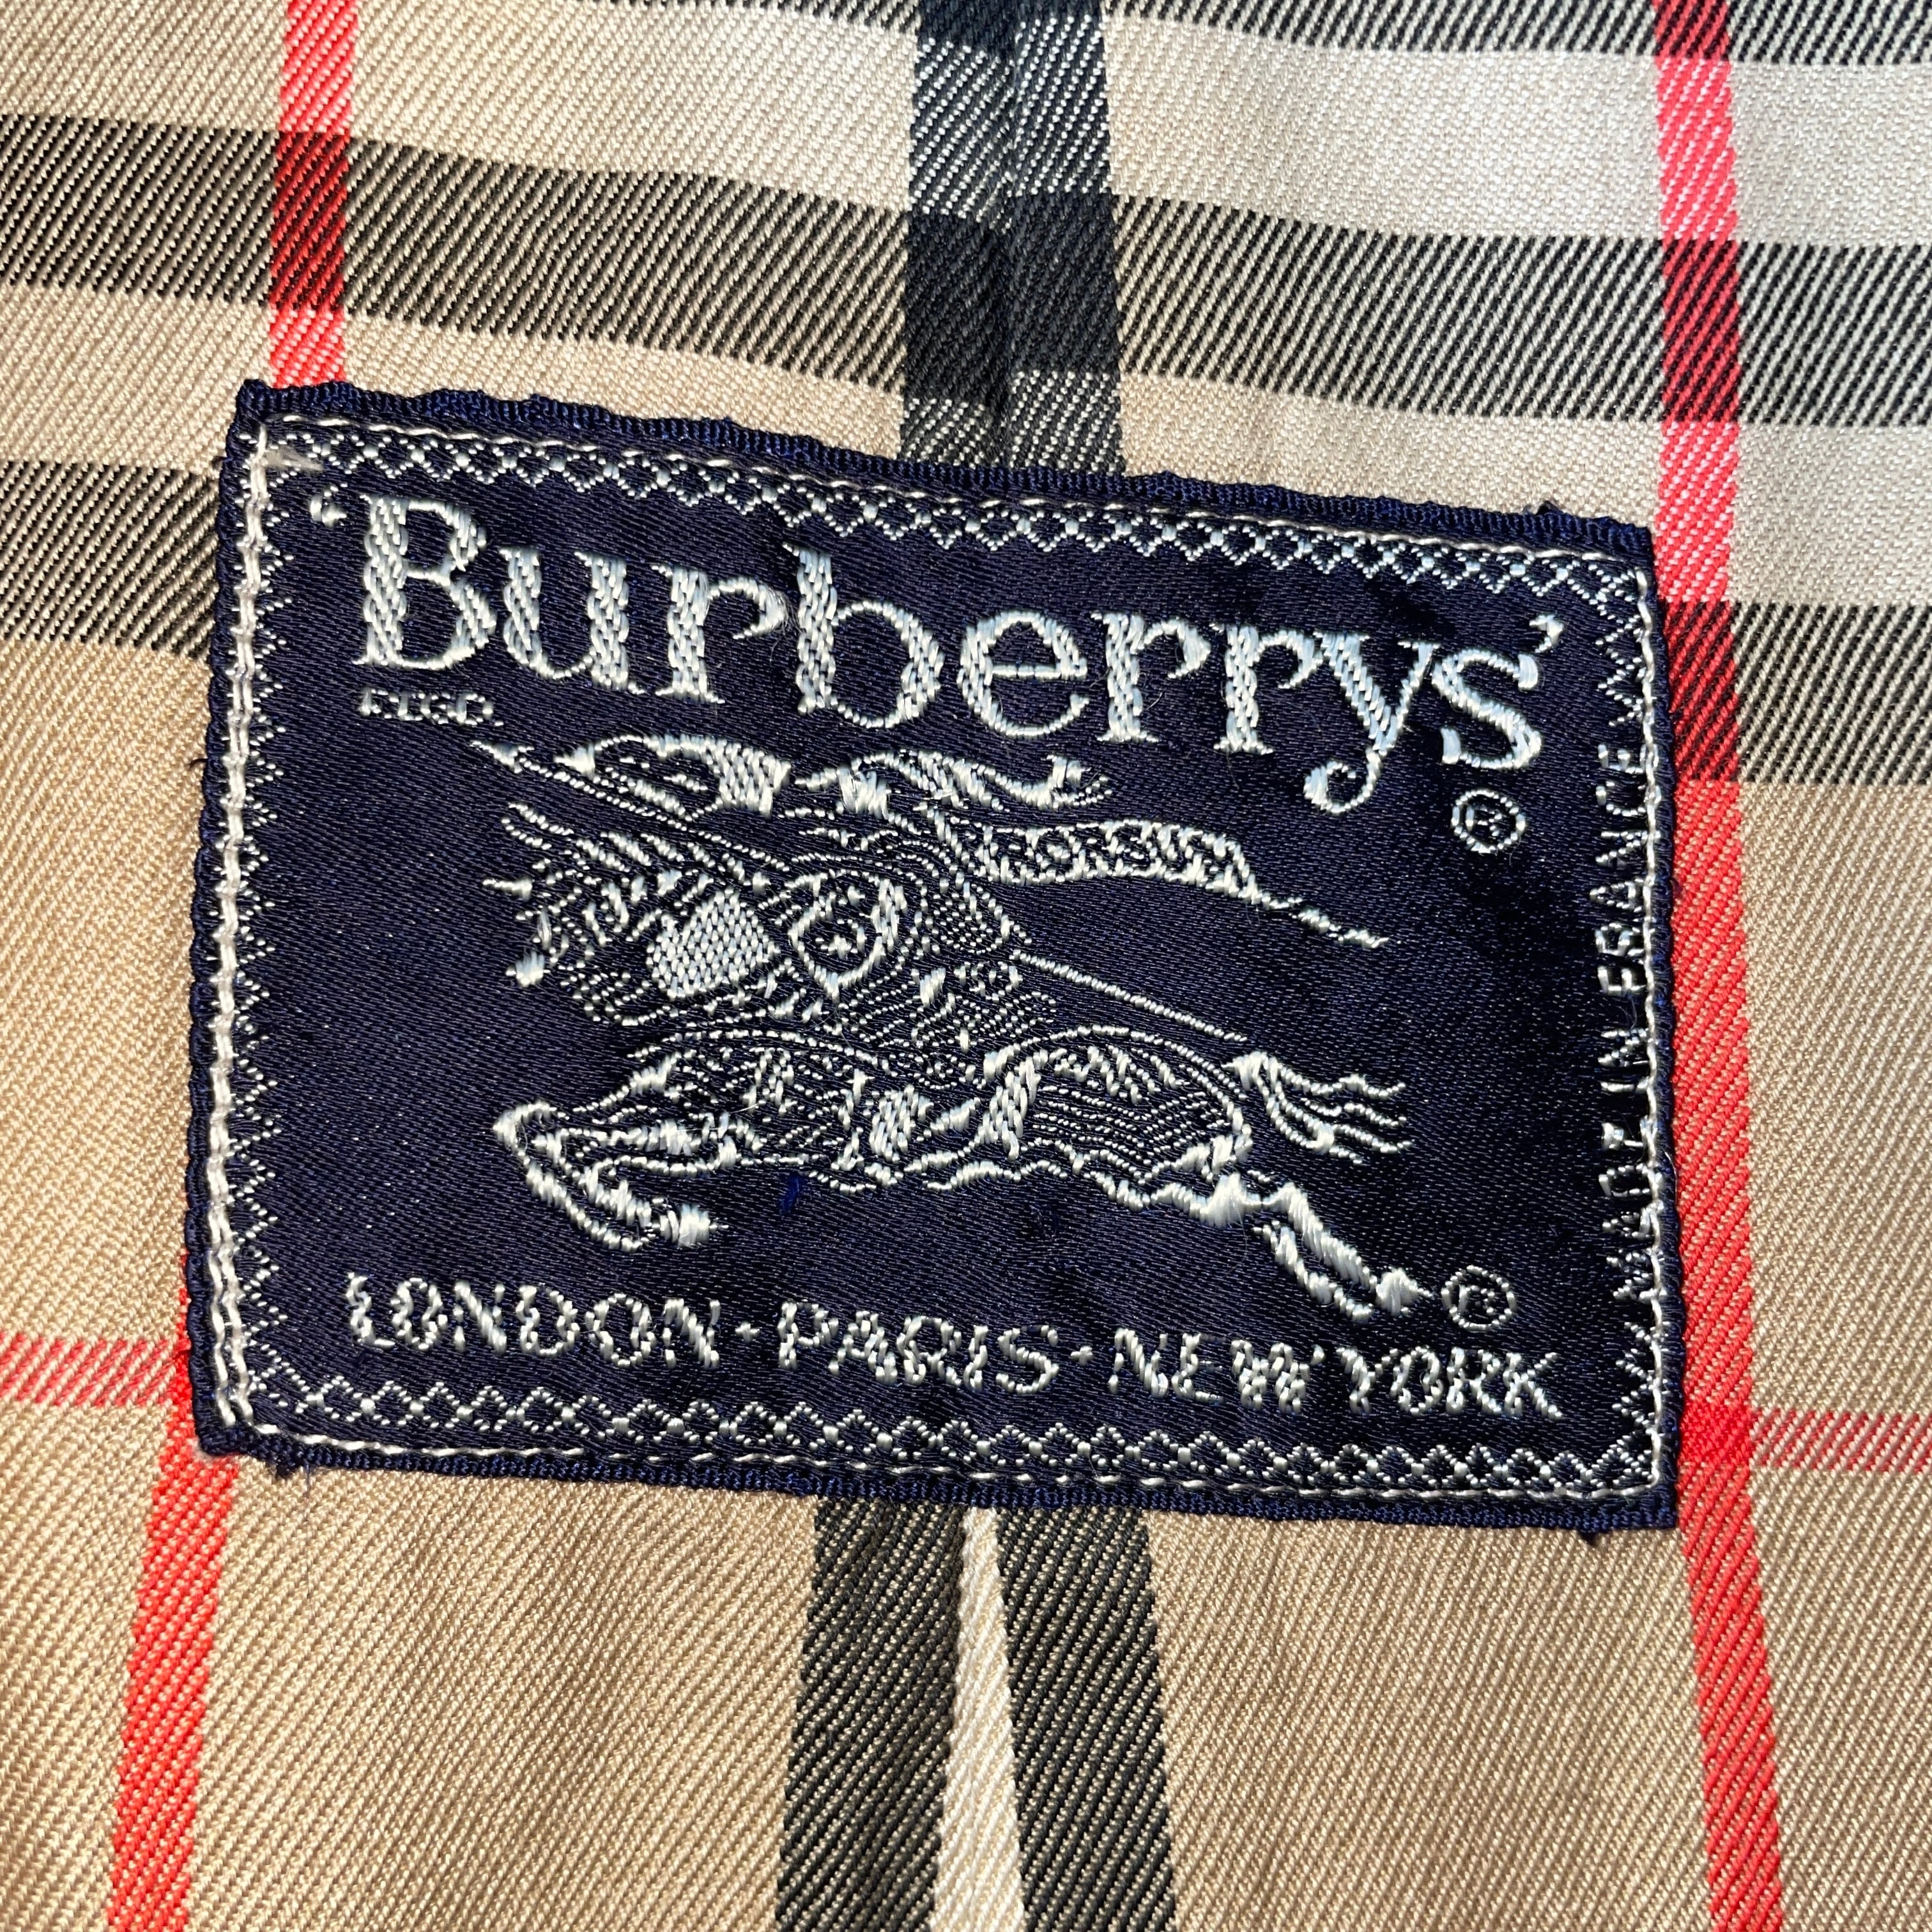 ‘Burberrys’
REGD.
®
PRORSUM
®
LONDON-PARIS-NEW YORK
MADE IN FRANCE